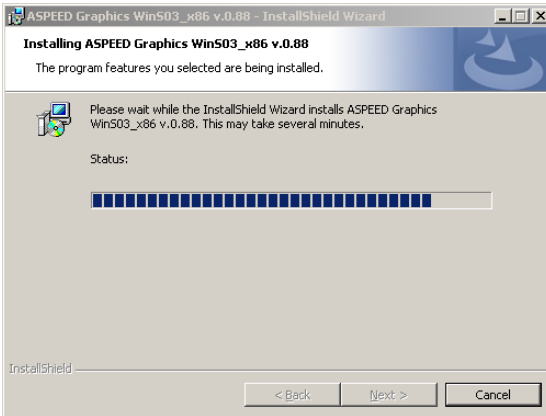 ASPEED Graphics WinS03_x86 v.0.88 - InstallShield Wizard
Installing ASPEED Graphics WinS03_x86 v.0.88
The program features you selected are being installed.
Please wait while the InstallShield Wizard installs ASPEED Graphics
WinS03_x86 v.0.88. This may take several minutes.
Status:
InstallShield
< Back
Next >
Cancel